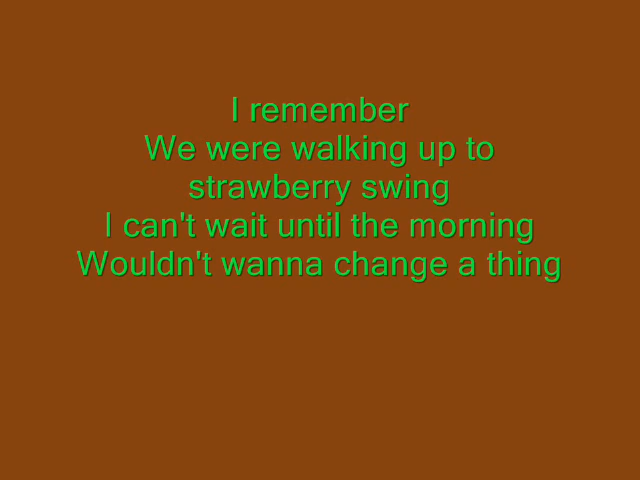 I remember
We were walking up to
strawberry swing
I can't wait until the morning
Wouldn't wanna change a thing